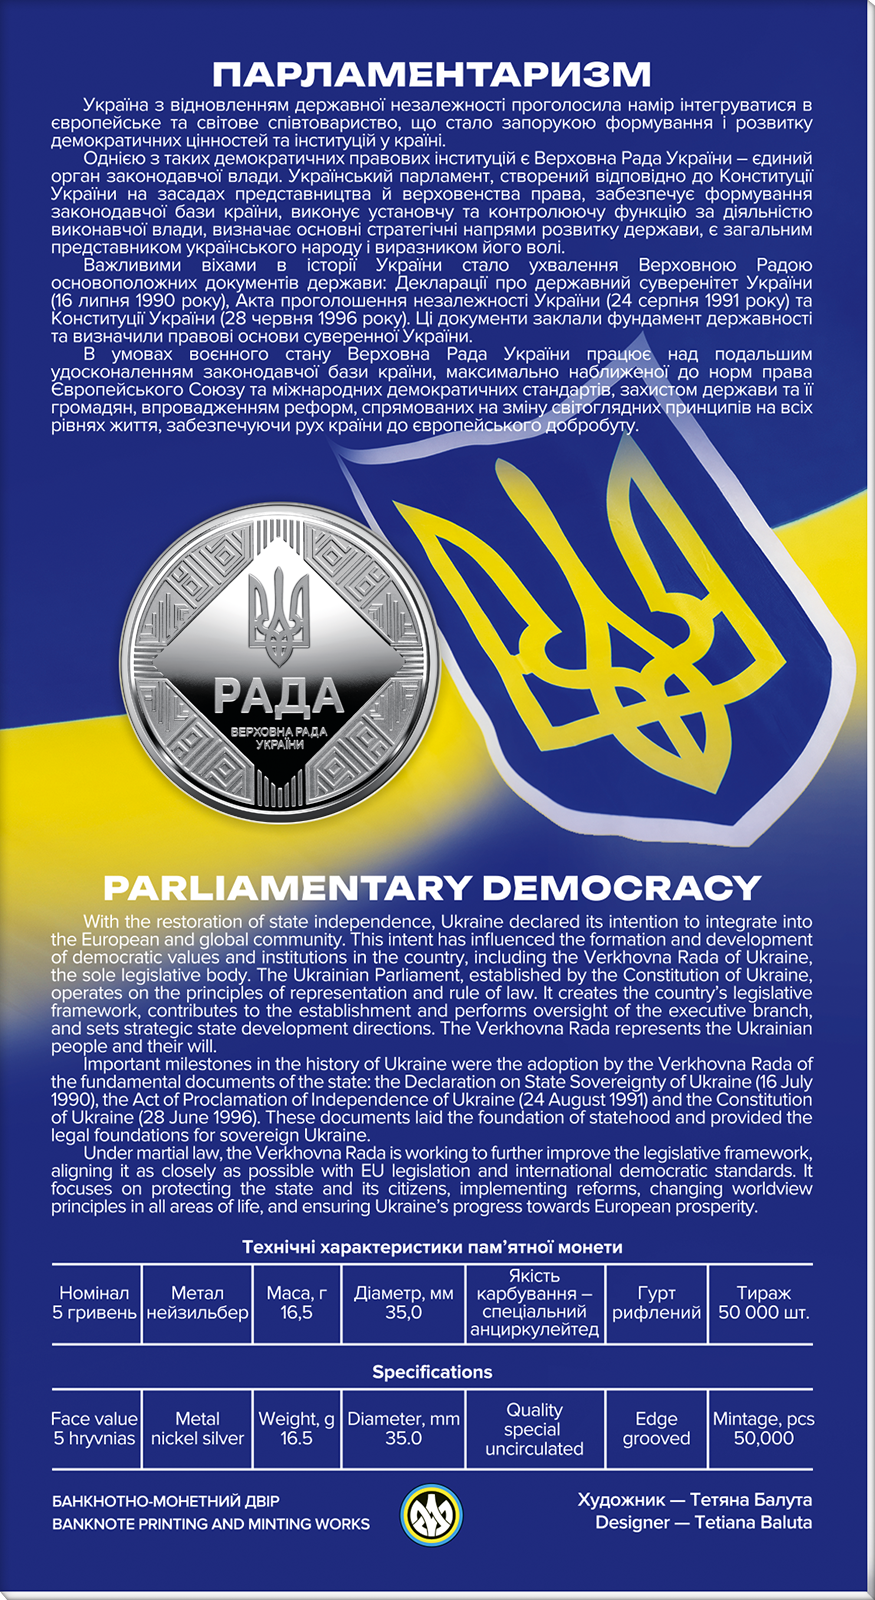 ПАРЛАМЕНТАРИЗМ
Україна з відновленням державної незалежності проголосила намір інтегруватися в
європейське та світове співтовариство, що стало запорукою формування і розвитку
демократичних цінностей та інституцій у країні.
Однією з таких демократичних правових інституцій є Верховна Рада України – єдиний
орган законодавчої влади. Український парламент, створений відповідно до Конституції
України на засадах представництва й верховенства права, забезпечує формування
законодавчої бази країни, виконує установчу та контролюючу функцію за діяльністю
виконавчої влади, визначає основні стратегічні напрями розвитку держави, є загальним
представником українського народу і виразником його волі.
Важливими віхами в історії України стало ухвалення Верховною Радою
основоположних документів держави: Декларації про державний суверенітет України
(16 липня 1990 року), Акта проголошення незалежності України (24 серпня 1991 року) та
Конституції України (28 червня 1996 року). Ці документи заклали фундамент державності
та визначили правові основи суверенної України.
В умовах воєнного стану Верховна Рада України працює над подальшим
удосконаленням законодавчої бази країни, максимально наближеної до норм права
Європейського Союзу та міжнародних демократичних стандартів, захистом держави та її
громадян, впровадженням реформ, спрямованих на зміну світоглядних принципів на всіх
рівнях життя, забезпечуючи рух країни до європейського добробуту.
РАДА
ВЕРХОВНА РАДА
УКРАЇНИ
PARLIAMENTARY DEMOCRACY
With the restoration of state independence, Ukraine declared its intention to integrate into
the European and global community. This intent has influenced the formation and development
of democratic values and institutions in the country, including the Verkhovna Rada of Ukraine,
the sole legislative body. The Ukrainian Parliament, established by the Constitution of Ukraine,
operates on the principles of representation and rule of law. It creates the country's legislative
framework, contributes to the establishment and performs oversight of the executive branch,
and sets strategic state development directions. The Verkhovna Rada represents the Ukrainian
people and their will.
Important milestones in the history of Ukraine were the adoption by the Verkhovna Rada of
the fundamental documents of the state: the Declaration on State Sovereignty of Ukraine (16 July
1990), the Act of Proclamation of Independence of Ukraine (24 August 1991) and the Constitution
of Ukraine (28 June 1996). These documents laid the foundation of statehood and provided the
legal foundations for sovereign Ukraine.
Under martial law, the Verkhovna Rada is working to further improve the legislative framework,
aligning it as closely as possible with EU legislation and international democratic standards. It
focuses on protecting the state and its citizens, implementing reforms, changing worldview
principles in all areas of life, and ensuring Ukraine's progress towards European prosperity.
Технічні характеристики пам'ятної монети
Номінал
5 гривень
Метал
нейзильбер
Маса, г
16,5
Діаметр, мм
35,0
Якість
карбування –
спеціальний
анциркулейтед
Гурт
рифлений
Тираж
50 000 шт.
Specifications
Face value
5 hryvnias
Metal
nickel silver
Weight, g
16.5
Diameter, mm
35.0
Quality
special
uncirculated
Edge
grooved
Mintage, pcs
50,000
БАНКНОТНО-МОНЕТНИЙ ДВІР
BANKNOTE PRINTING AND MINTING WORKS
Художник — Тетяна Балута
Designer — Tetiana Baluta